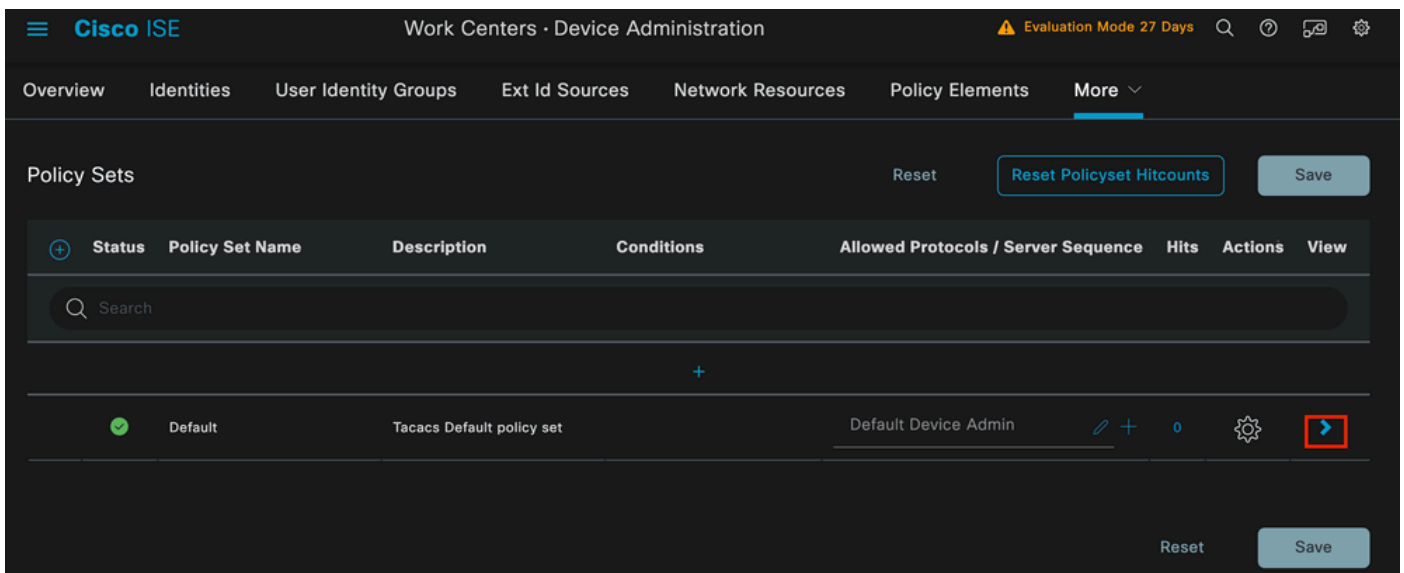 Cisco ISE
Work Centers · Device Administration
Evaluation Mode 27 Days
Overview Identities User Identity Groups Ext Id Sources Network Resources Policy Elements More
Policy Sets
Reset
Reset Policyset Hitcounts
Save
Status Policy Set Name Description Conditions Allowed Protocols / Server Sequence Hits Actions View
Search
+
Default Tacacs Default policy set Default Device Admin + 0
Reset
Save